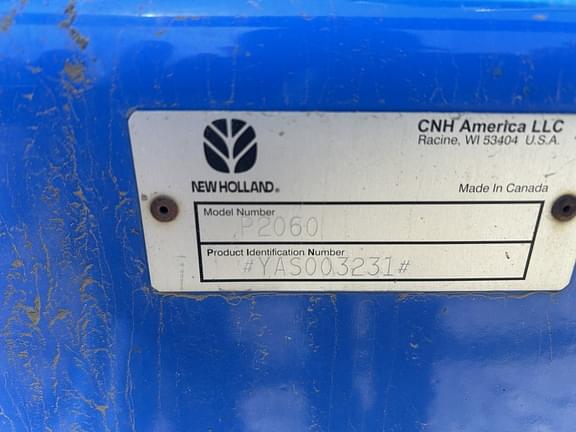 CNH America LLC
Racine, WI 53404 U.S.A.
NEW HOLLAND®
Made in Canada
Model Number
P2060
Product Identification Number
#YAS003231#